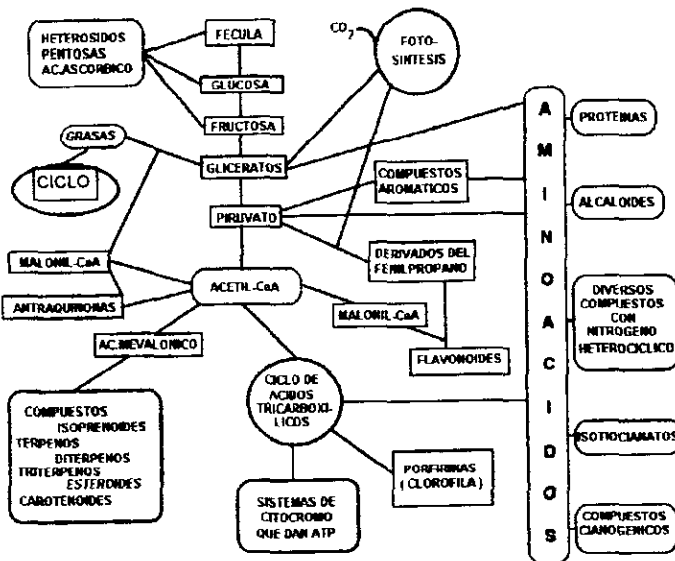 HETEROSIDOS
PENTOSAS
AC.ASCORBICO
FECULA
GLUCOSA
FRUCTOSA
CO2
FOTO-
SINTESIS
GRASAS
CICLO
GLICERATOS
PIRUVATO
COMPUESTOS
AROMATICOS
MALONIL-CoA
ANTRAQUINONAS
ACETIL-CoA
DERIVADOS DEL
FENILPROPANO
MALONIL-CoA
FLAVONOIDES
AC.MEVALONICO
COMPUESTOS
ISOPRENOIDES
TERPENOS
DITERPENOS
TRITERPENOS
ESTEROIDES
CAROTENOIDES
CICLO DE
ACIDOS
TRICARBOXI-
LICOS
SISTEMAS DE
CITOCROMO
QUE DAN ATP
PORFIRINAS
(CLOROFILA)
A
M
I
N
O
A
C
I
D
O
S
PROTEINAS
ALCALOIDES
DIVERSOS
COMPUESTOS
CON
NITROGENO
HETEROCICLICO
ISOTIOCIANATOS
COMPUESTOS
CIANOGENICOS